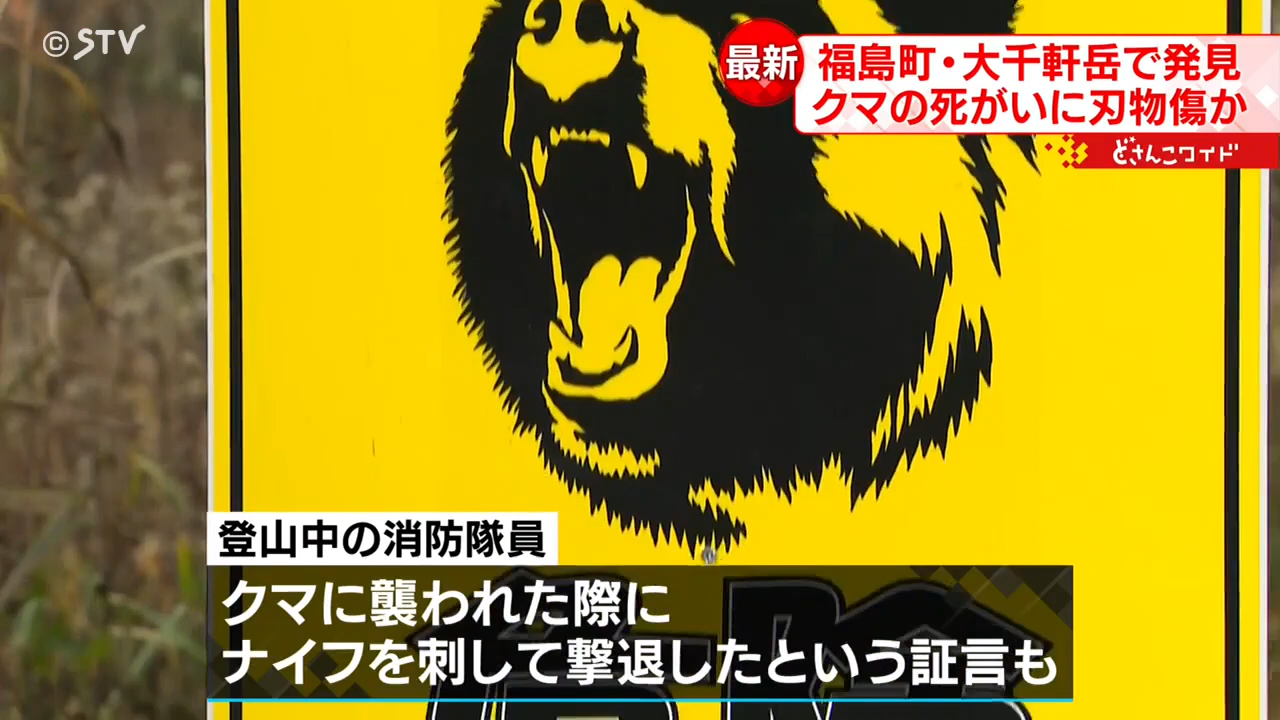 © STV
最新
福島町・大千軒岳で発見
クマの死がいに刃物傷か
どさんこワイド
登山中の消防隊員
クマに襲われた際に
ナイフを刺して撃退したという証言も